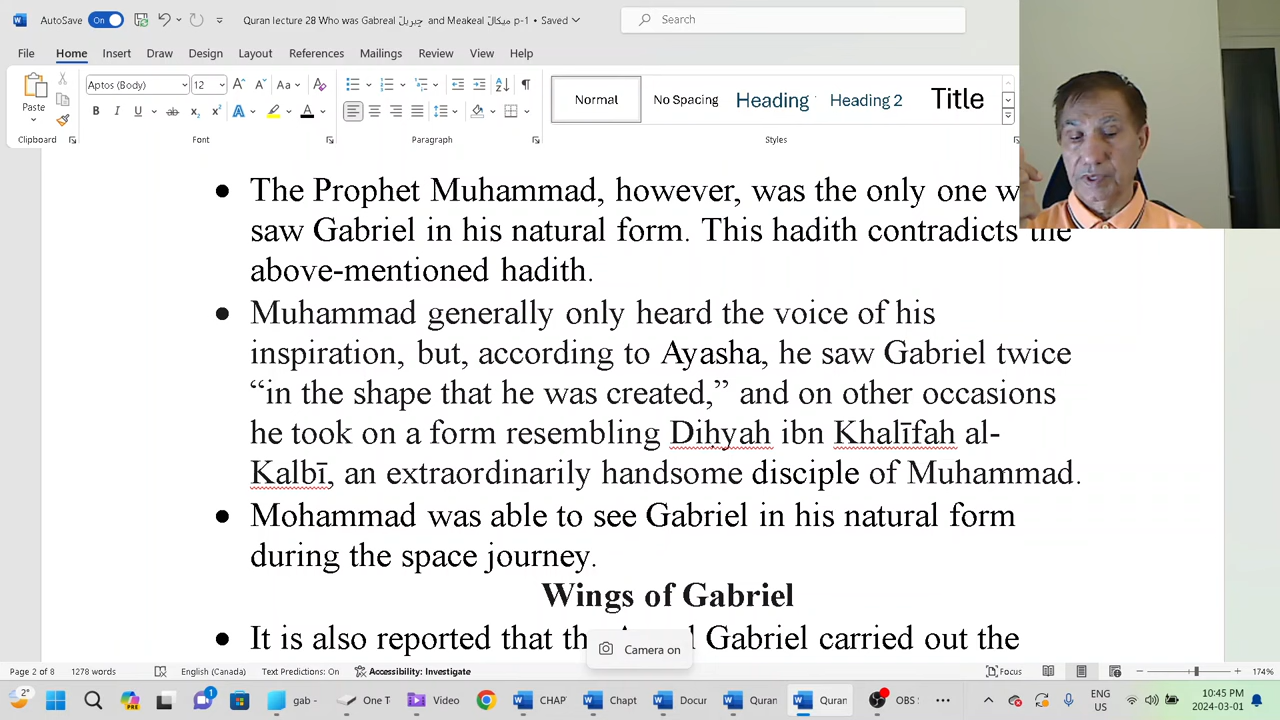 AutoSave On Quran lecture 28 Who was Gabreal جبريلّ and Meakeal ميكالّ p-1 • Saved Search
File Home Insert Draw Design Layout References Mailings Review View Help
Paste Aptos (Body) 12 Normal No Spacing Heading Heading 2 Title
Clipboard Font Paragraph Styles
• The Prophet Muhammad, however, was the only one w
saw Gabriel in his natural form. This hadith contradicts the
above-mentioned hadith.
• Muhammad generally only heard the voice of his
inspiration, but, according to Ayasha, he saw Gabriel twice
“in the shape that he was created,” and on other occasions
he took on a form resembling Dihyah ibn Khalīfah al-
Kalbī, an extraordinarily handsome disciple of Muhammad.
• Mohammad was able to see Gabriel in his natural form
during the space journey.
Wings of Gabriel
• It is also reported that the Gabriel carried out the
Camera on
Page 2 of 8 1278 words English (Canada) Text Predictions: On Accessibility: Investigate Focus 174%
2° 1 gab - One T Video CHAP Chap Docur Quran Quran OBS ENG US 10:45 PM 2024-03-01